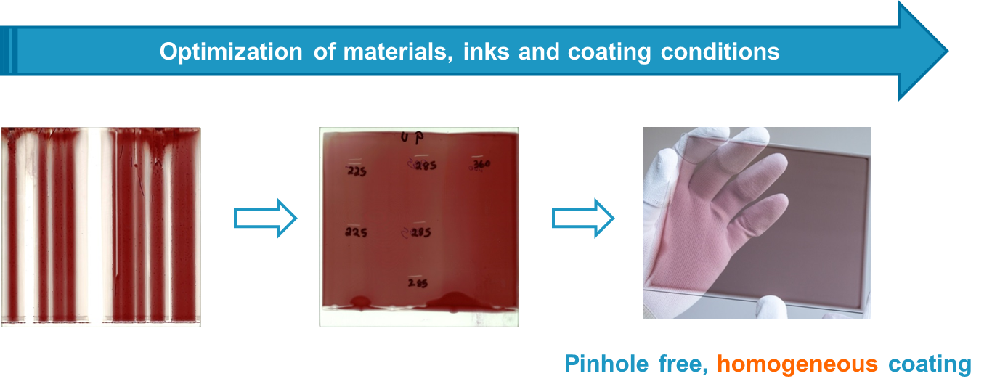 Optimization of materials, inks and coating conditions
UP
225 285 360
225 285
285
Pinhole free, homogeneous coating